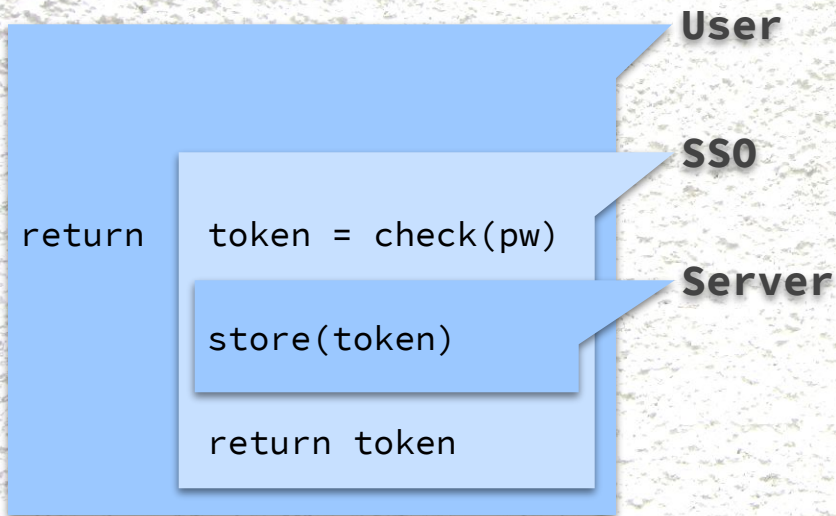 User
SSO
return token = check(pw)
Server
store(token)
return token